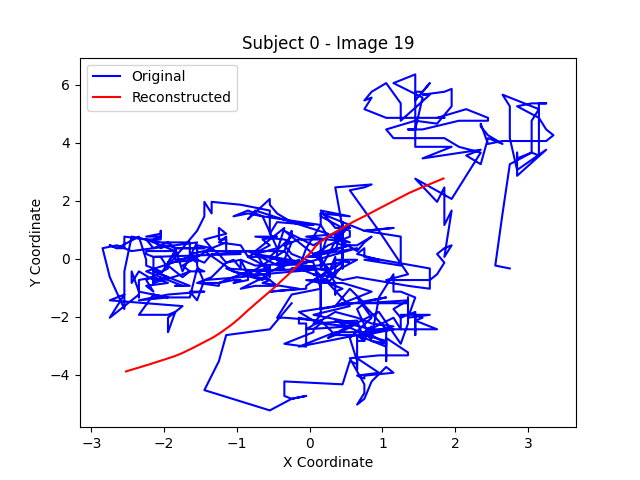 Subject 0 - Image 19
Original
Reconstructed
6
4
2
0
−2
−4
Y Coordinate
−3 −2 −1 0 1 2 3
X Coordinate